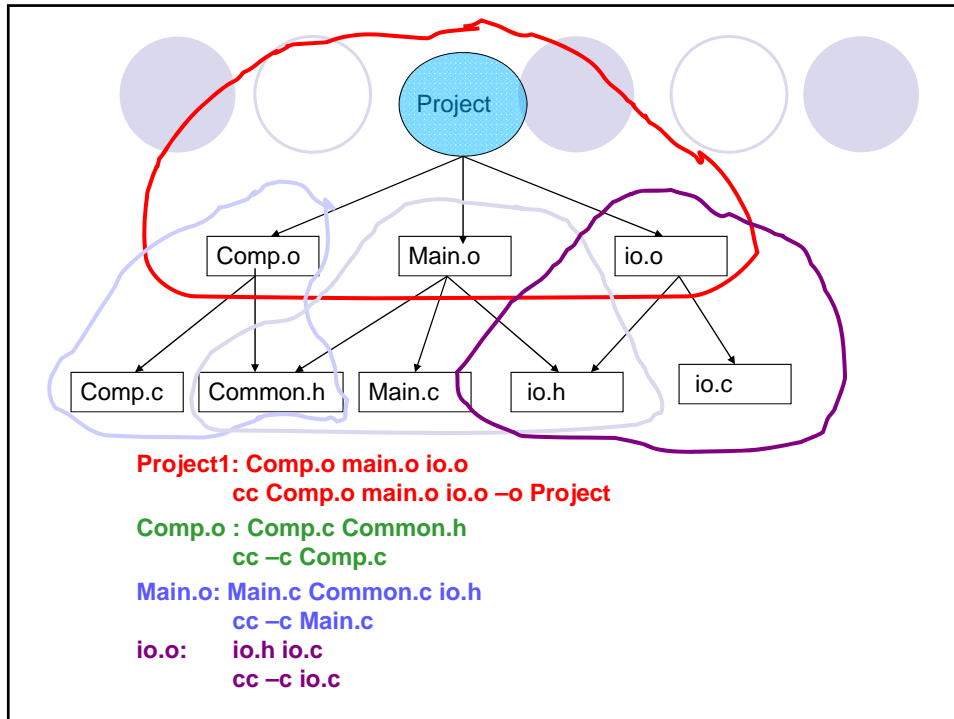 Project
Comp.o Main.o io.o
Comp.c Common.h Main.c io.h io.c
Project1: Comp.o main.o io.o
cc Comp.o main.o io.o –o Project
Comp.o : Comp.c Common.h
cc –c Comp.c
Main.o: Main.c Common.c io.h
cc –c Main.c
io.o: io.h io.c
cc –c io.c